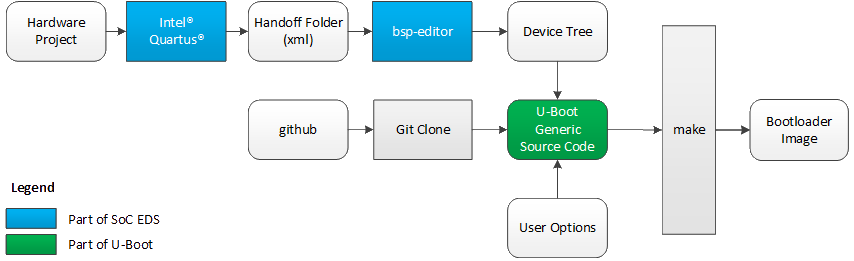 Hardware
Project
Intel®
Quartus®
Handoff Folder
(xml)
bsp-editor
Device Tree
github
Git Clone
U-Boot
Generic
Source Code
make
Bootloader
Image
User Options
Legend
Part of SoC EDS
Part of U-Boot